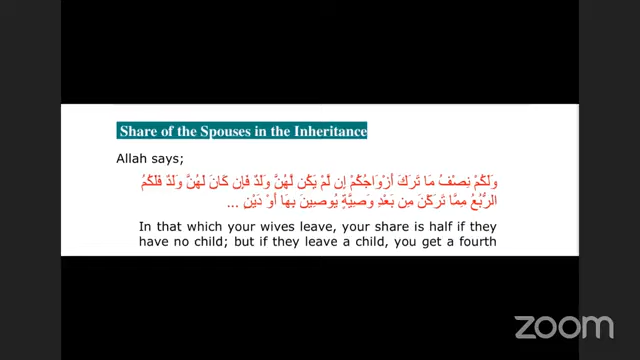 Share of the Spouses in the Inheritance
Allah says;
وَلَكُمْ نِصْفُ مَا تَرَكَ أَزْوَاجُكُمْ إِن لَّمْ يَكُن لَّهُنَّ وَلَدٌ فَإِن كَانَ لَهُنَّ وَلَدٌ فَلَكُمُ
الرُّبُعُ مِمَّا تَرَكْنَ مِن بَعْدِ وَصِيَّةٍ يُوصِينَ بِهَا أَوْ دَيْنٍ ...
In that which your wives leave, your share is half if they
have no child; but if they leave a child, you get a fourth
zoom